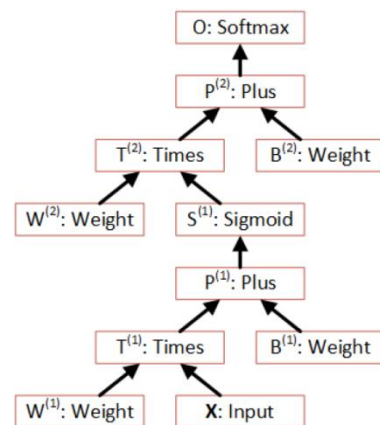 O: Softmax
P(2): Plus
T(2): Times
B(2): Weight
W(2): Weight
S(1): Sigmoid
P(1): Plus
T(1): Times
B(1): Weight
W(1): Weight
X: Input